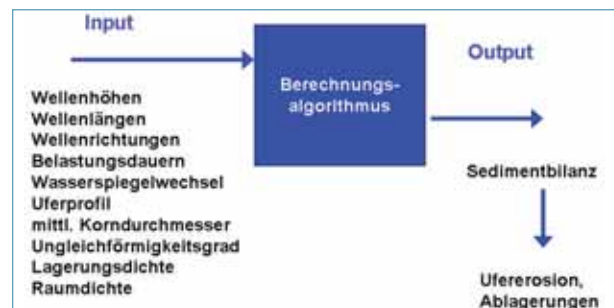 Input
Wellenhöhen
Wellenlängen
Wellenrichtungen
Belastungsdauern
Wasserspiegelwechsel
Uferprofil
mittl. Korndurchmesser
Ungleichförmigkeitsgrad
Lagerungsdichte
Raumdichte
Berechnungs-
algorithmus
Output
Sedimentbilanz
Ufererosion,
Ablagerungen